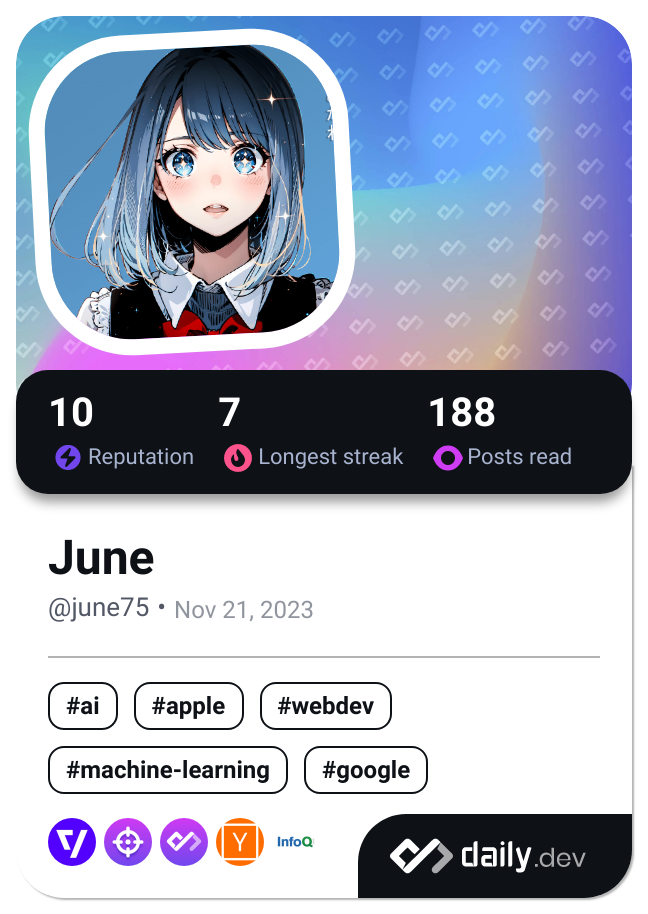 10 7 188
Reputation Longest streak Posts read
June
@june75 • Nov 21, 2023
#ai #apple #webdev
#machine-learning #google
Y InfoQ
daily.dev